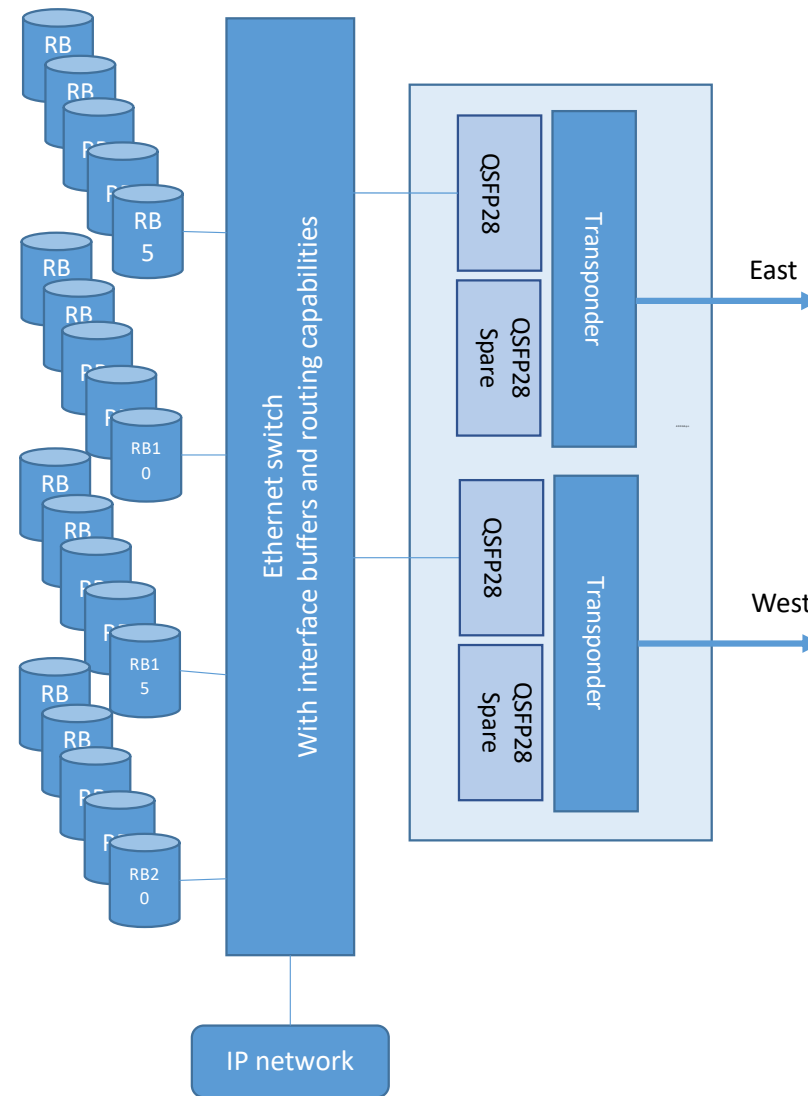 RB
RB
RB
5
RB
RB
RB1
0
RB
RB
RB1
5
RB
RB
RB2
0
Ethernet switch
With interface buffers and routing capabilities
IP network
QSFP28
QSFP28
Spare
Transponder
East
QSFP28
QSFP28
Spare
Transponder
West